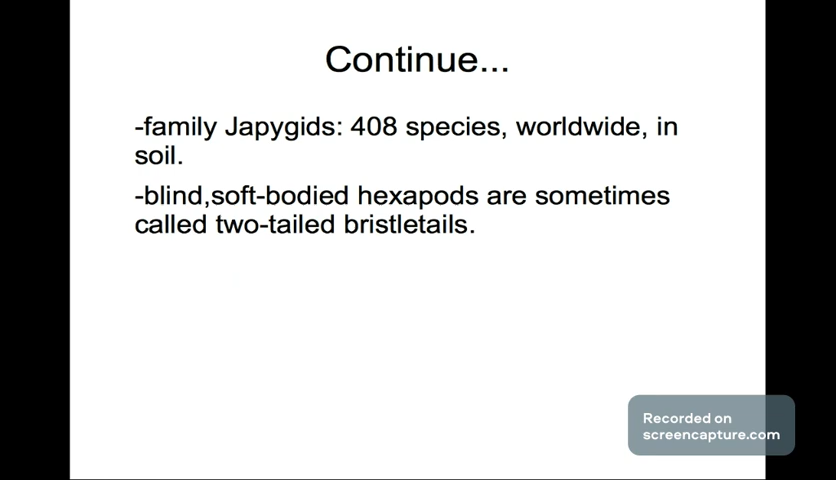 Continue...
-family Japygids: 408 species, worldwide, in
soil.
-blind,soft-bodied hexapods are sometimes
called two-tailed bristletails.
Recorded on
screencapture.com